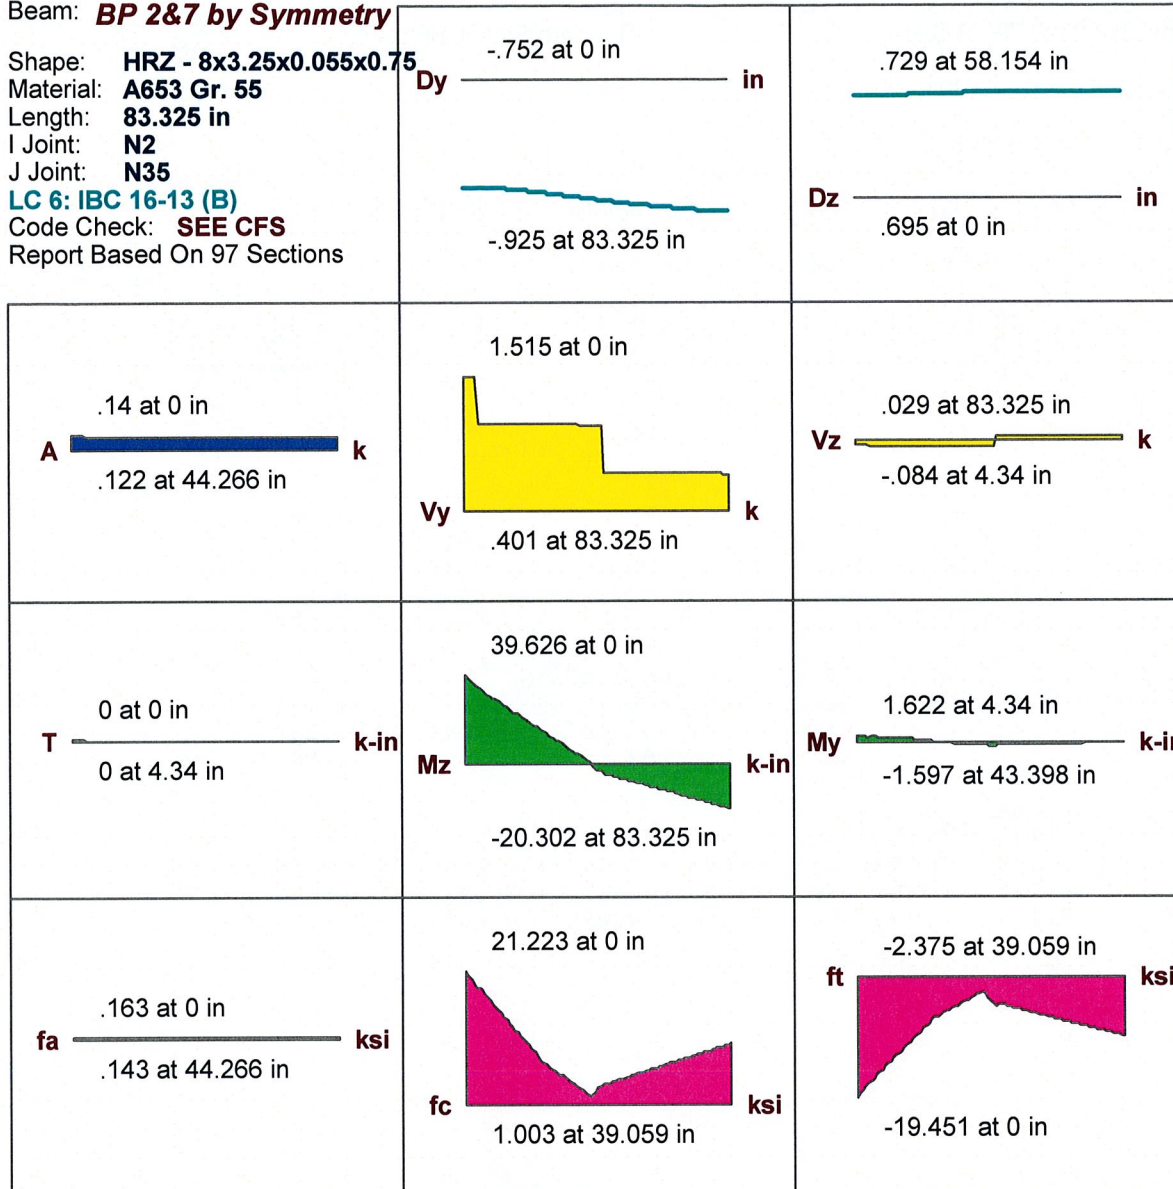 Beam: BP 2&7 by Symmetry
Shape: HRZ - 8x3.25x0.055x0.75
Material: A653 Gr. 55
Length: 83.325 in
I Joint: N2
J Joint: N35
LC 6: IBC 16-13 (B)
Code Check: SEE CFS
Report Based On 97 Sections
-.752 at 0 in
Dy in
-.925 at 83.325 in
.729 at 58.154 in
Dz in
.695 at 0 in
.14 at 0 in
A k
.122 at 44.266 in
1.515 at 0 in
Vy k
.401 at 83.325 in
.029 at 83.325 in
Vz k
-.084 at 4.34 in
0 at 0 in
T k-in
0 at 4.34 in
39.626 at 0 in
Mz k-in
-20.302 at 83.325 in
1.622 at 4.34 in
My k-in
-1.597 at 43.398 in
.163 at 0 in
fa ksi
.143 at 44.266 in
21.223 at 0 in
fc ksi
1.003 at 39.059 in
-2.375 at 39.059 in
ft ksi
-19.451 at 0 in